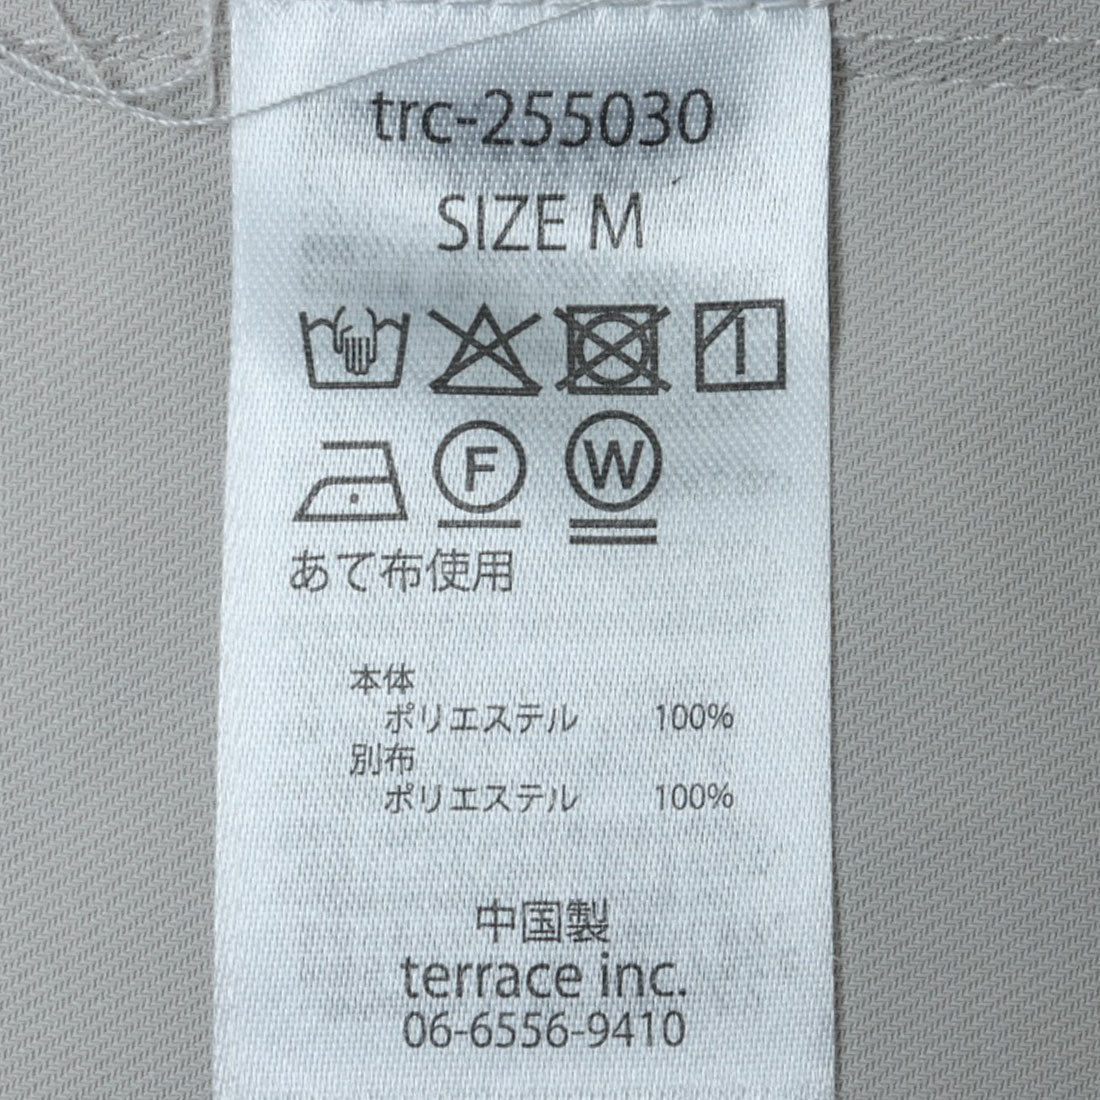 trc-255030
SIZE M
F W
あて布使用
本体
ポリエステル 100%
別布
ポリエステル 100%
中国製
terrace inc.
06-6556-9410